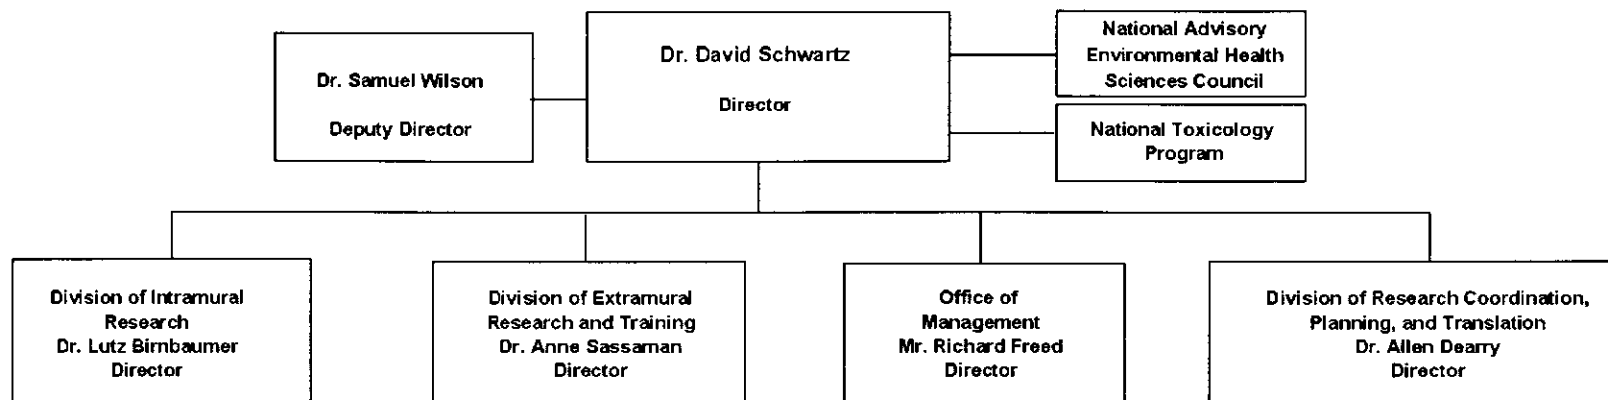 Dr. Samuel Wilson
Deputy Director
Dr. David Schwartz
Director
National Advisory
Environmental Health
Sciences Council
National Toxicology
Program
Division of Intramural
Research
Dr. Lutz Birnbaumer
Director
Division of Extramural
Research and Training
Dr. Anne Sassaman
Director
Office of
Management
Mr. Richard Freed
Director
Division of Research Coordination,
Planning, and Translation
Dr. Allen Dearry
Director